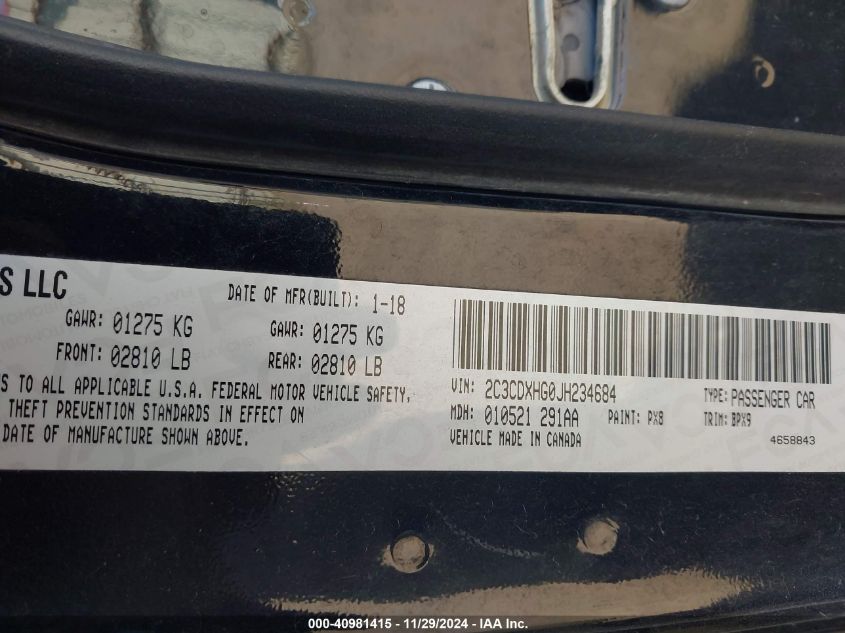 S LLC
DATE OF MFR(BUILT): 1-18
GAWR: 01275 KG GAWR: 01275 KG
FRONT: 02810 LB REAR: 02810 LB
S TO ALL APPLICABLE U.S.A. FEDERAL MOTOR VEHICLE SAFETY,
THEFT PREVENTION STANDARDS IN EFFECT ON
DATE OF MANUFACTURE SHOWN ABOVE.
VIN: 2C3CDXHG0JH234684 TYPE: PASSENGER CAR
MDH: 010521 291AA PAINT: PX8 TRIM: BPX9
VEHICLE MADE IN CANADA 4658843
000-40981415 - 11/29/2024 - IAA Inc.